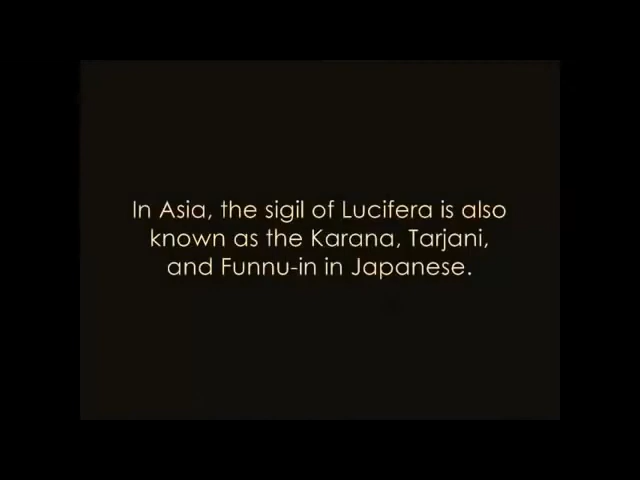 In Asia, the sigil of Lucifera is also
known as the Karana, Tarjani,
and Funnu-in in Japanese.